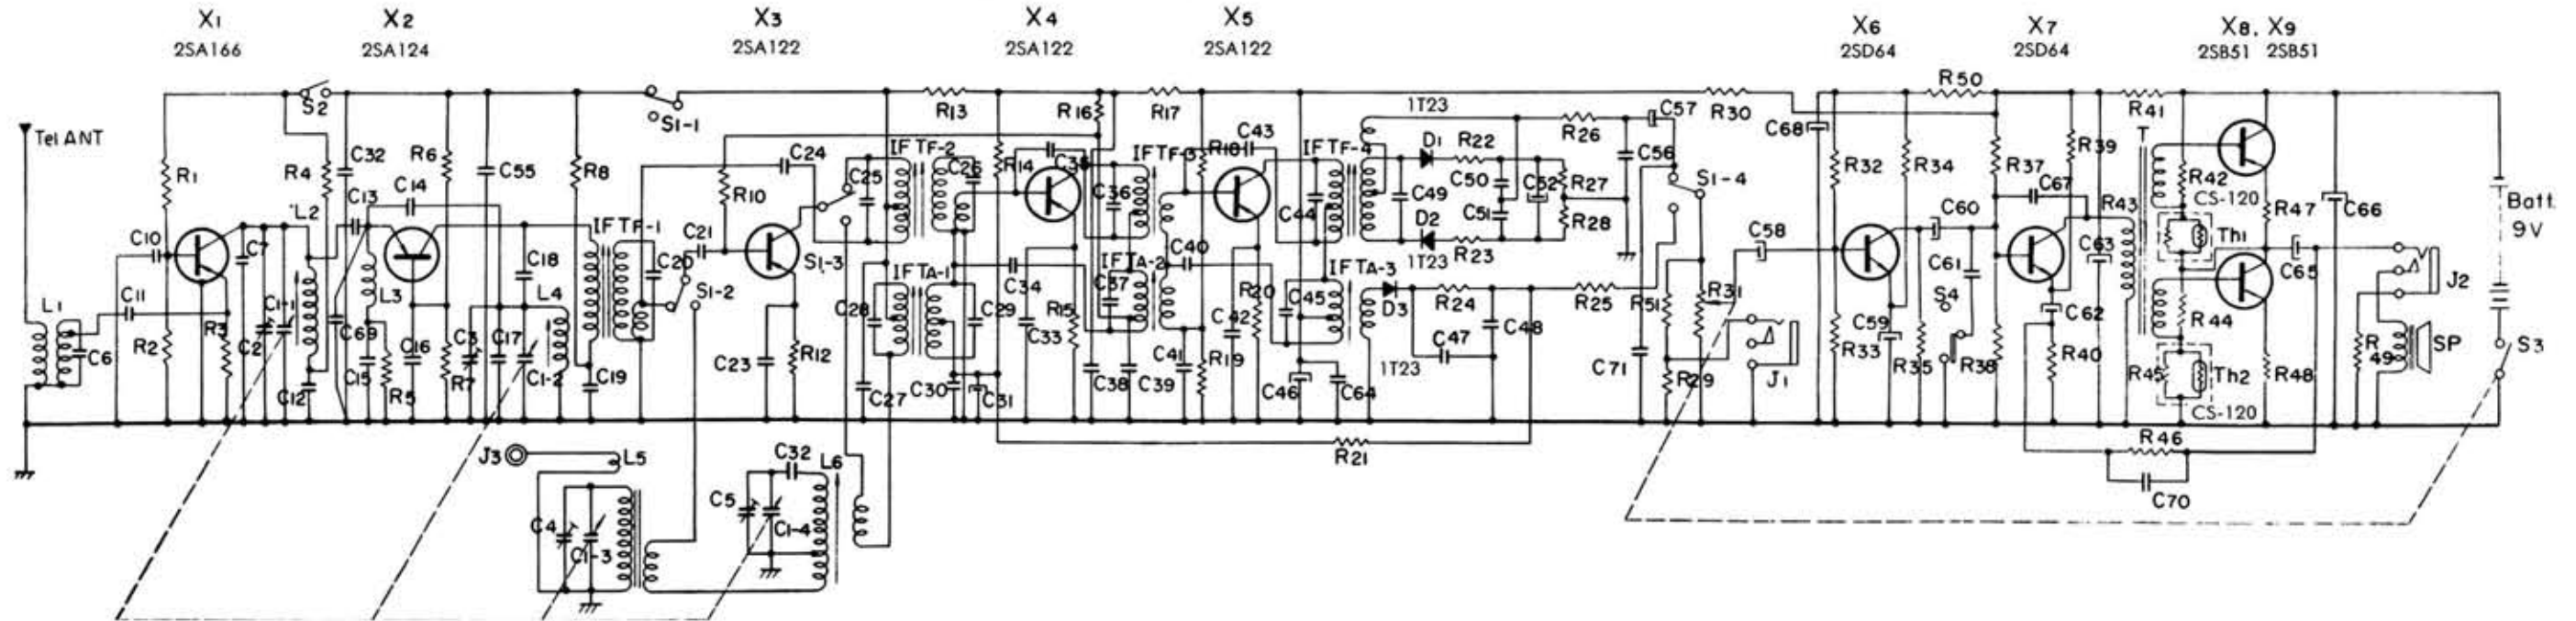 X1 X2 X3 X4 X5 X6 X7 X8. X9
2SA166 2SA124 2SA122 2SA122 2SA122 2SD64 2SD64 2SB51 2SB51
S2 S1-1 R13 R16 R17 1T23 C57 R30 R50 R41
Tel ANT
C68
R1 R4 C32 R6 C55 R8 C24 IFTF-2 C26 R14 C35 IFTF-3 R18 C43 IFTF-4 D1 R22 R26 C56 R32 R34 R37 R39 T
C13 C14 R10 C25 C36 C44 C49 C50 C52 R27 S1-4 C67 R42
L2 C51 R28 C60 R43 CS-120 R47 C66 Batt.
C10 C7 IFTF-1 C21 S1-3 C40 D2 R23 C58 Th1 9V
C18 C20 IFTA-1 C34 C37 IFTA-2 R20 IFTA-3 1T23 C61 C63 C65
L1 C11 L3 L4 S1-2 C28 C29 R15 C45 D3 R24 R25 R51 R31 S4 C62 J2
R2 R3 C2 C1-1 C69 C16 C3 C17 C33 C42 C47 C48 C59 R44
C6 C15 R5 R7 C1-2 C19 C23 R12 C27 C30 C31 C38 C39 C41 R19 C46 C64 1T23 C71 R29 J1 R33 R35 R38 R40 R45 Th2 R48 R49 SP S3
C12 CS-120
J3 L5 C32 L6 R21 R46
C4 C1-3 C5 C1-4 C70